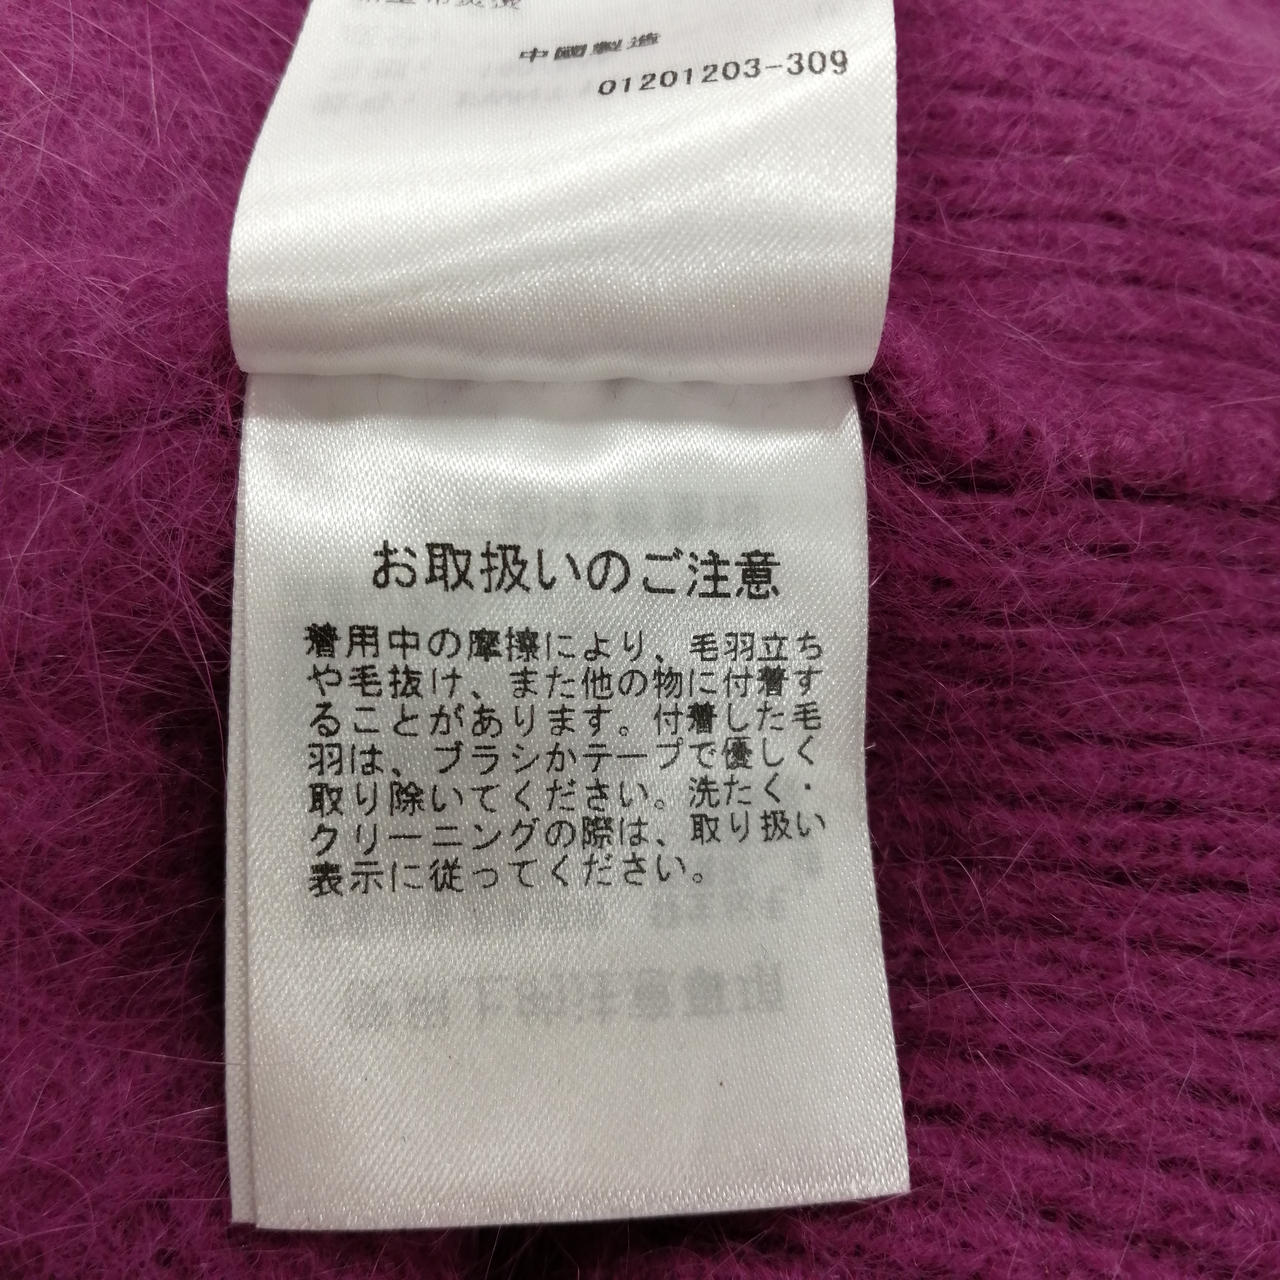 中國製造
01201203-309
お取扱いのご注意
着用中の摩擦により、毛羽立ち
や毛抜け、また他の物に付着す
ることがあります。付着した毛
羽は、ブラシかテープで優しく
取り除いてください。洗たく・
クリーニングの際は、取り扱い
表示に従ってください。